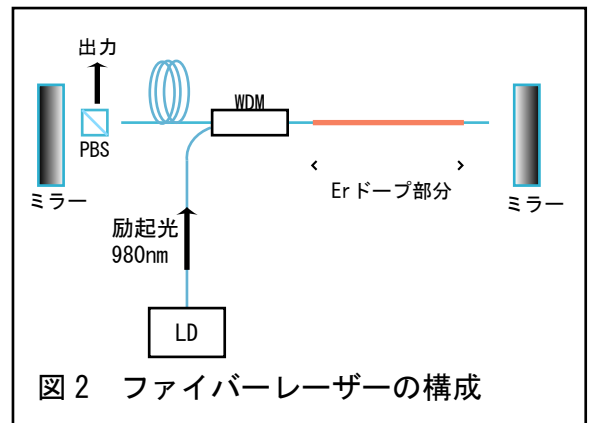 出力
WDM
PBS
ミラー
Erドープ部分
ミラー
励起光
980nm
LD
図2 ファイバーレーザーの構成